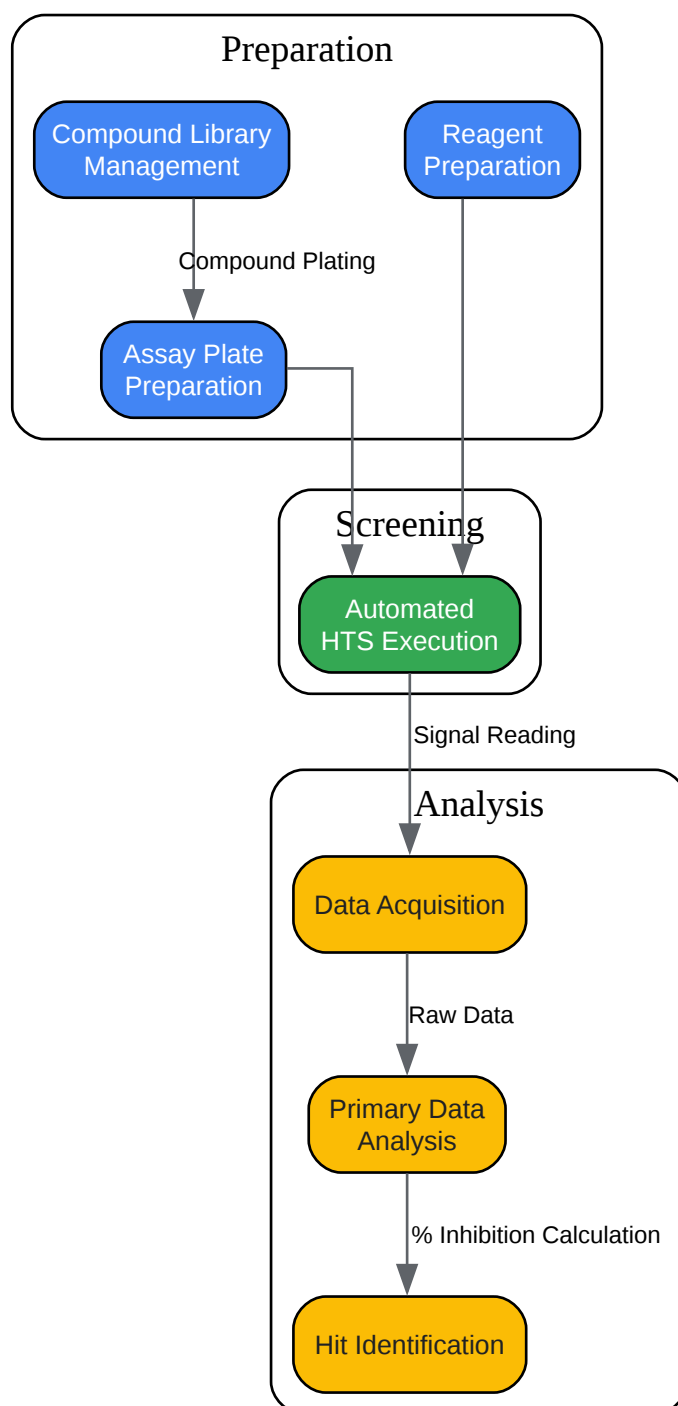 Preparation
Compound Library
Management
Reagent
Preparation
Compound Plating
Assay Plate
Preparation
Screening
Automated
HTS Execution
Signal Reading
Analysis
Data Acquisition
Raw Data
Primary Data
Analysis
% Inhibition Calculation
Hit Identification